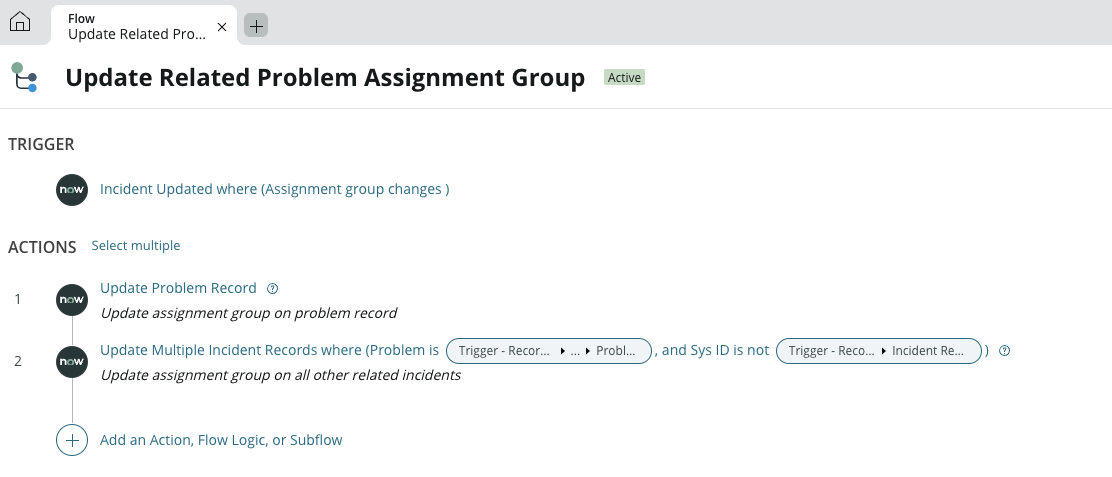 Flow
Update Related Pro...
Update Related Problem Assignment Group Active
TRIGGER
now Incident Updated where (Assignment group changes )
ACTIONS Select multiple
1 now Update Problem Record
Update assignment group on problem record
2 now Update Multiple Incident Records where (Problem is Trigger - Recor... ... Probl... , and Sys ID is not Trigger - Reco... Incident Re... )
Update assignment group on all other related incidents
Add an Action, Flow Logic, or Subflow